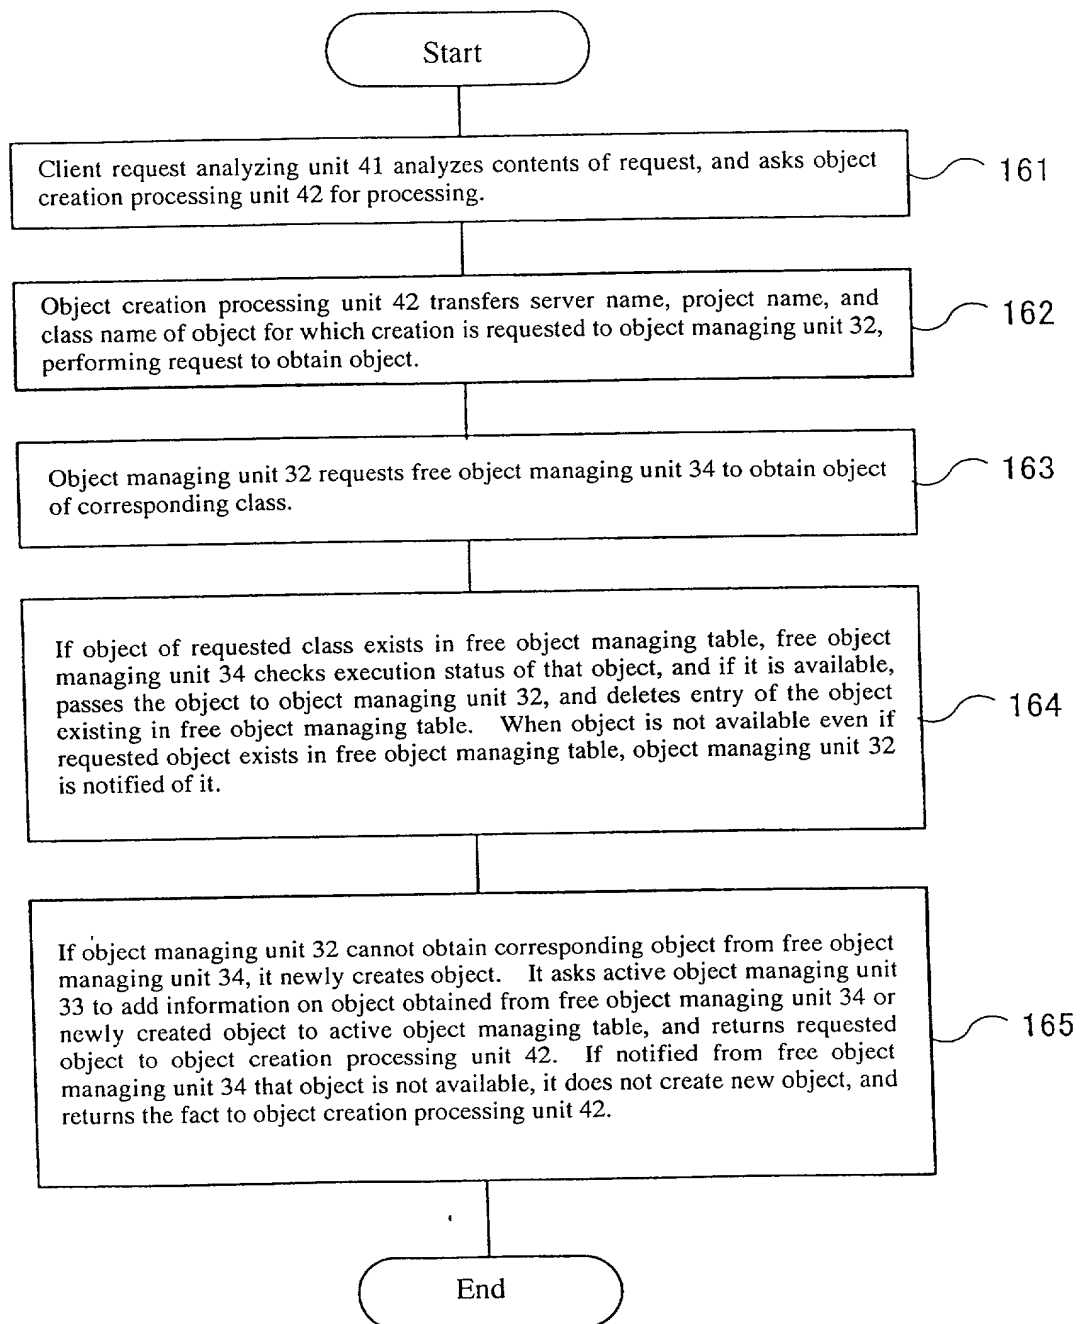 Start
Client request analyzing unit 41 analyzes contents of request, and asks object
creation processing unit 42 for processing.
161
Object creation processing unit 42 transfers server name, project name, and
class name of object for which creation is requested to object managing unit 32,
performing request to obtain object.
162
Object managing unit 32 requests free object managing unit 34 to obtain object
of corresponding class.
163
If object of requested class exists in free object managing table, free object
managing unit 34 checks execution status of that object, and if it is available,
passes the object to object managing unit 32, and deletes entry of the object
existing in free object managing table. When object is not available even if
requested object exists in free object managing table, object managing unit 32
is notified of it.
164
If object managing unit 32 cannot obtain corresponding object from free object
managing unit 34, it newly creates object. It asks active object managing unit
33 to add information on object obtained from free object managing unit 34 or
newly created object to active object managing table, and returns requested
object to object creation processing unit 42. If notified from free object
managing unit 34 that object is not available, it does not create new object, and
returns the fact to object creation processing unit 42.
165
End